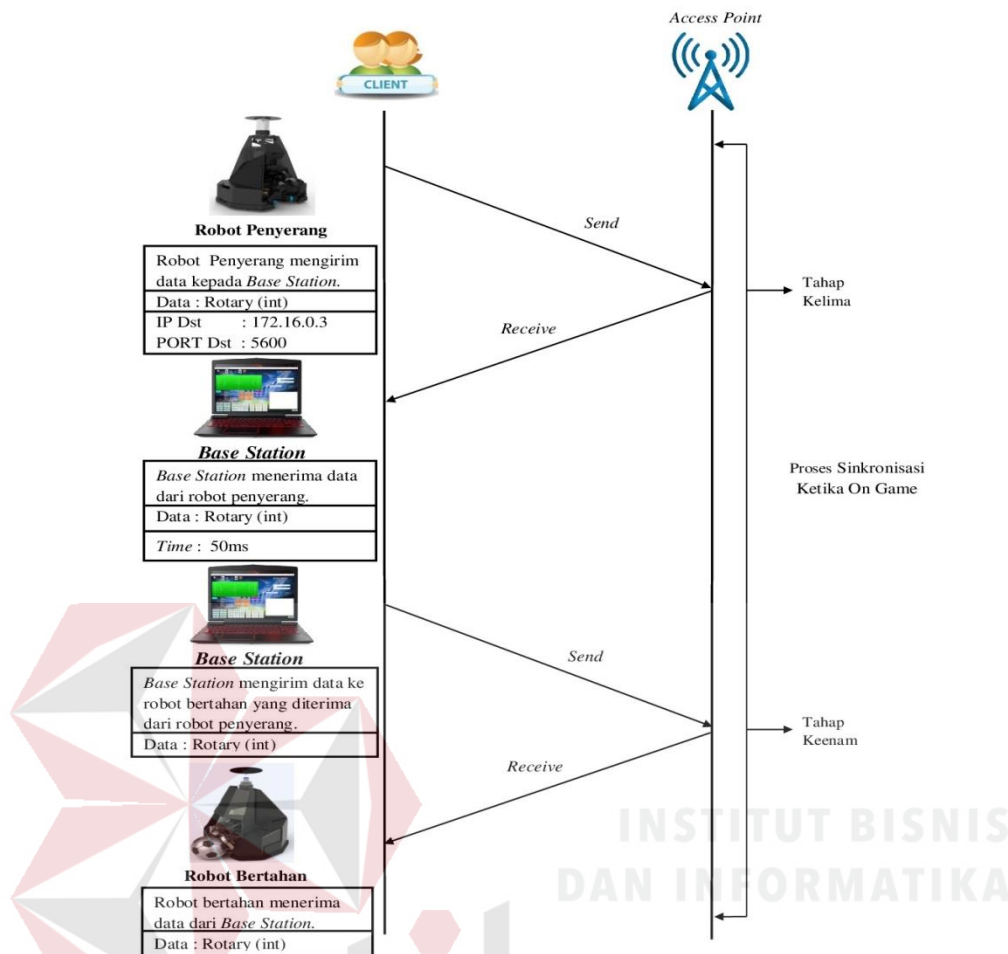 Access Point
CLIENT
Robot Penyerang
Robot Penyerang mengirim
data kepada Base Station.
Data : Rotary (int)
IP Dst : 172.16.0.3
PORT Dst : 5600
Send
Receive
Tahap
Kelima
Base Station
Base Station menerima data
dari robot penyerang.
Data : Rotary (int)
Time : 50ms
Proses Sinkronisasi
Ketika On Game
Base Station
Base Station mengirim data ke
robot bertahan yang diterima
dari robot penyerang.
Data : Rotary (int)
Send
Receive
Tahap
Keenam
Robot Bertahan
Robot bertahan menerima
data dari Base Station.
Data : Rotary (int)
INSTITUT BISNIS
DAN INFORMATIKA